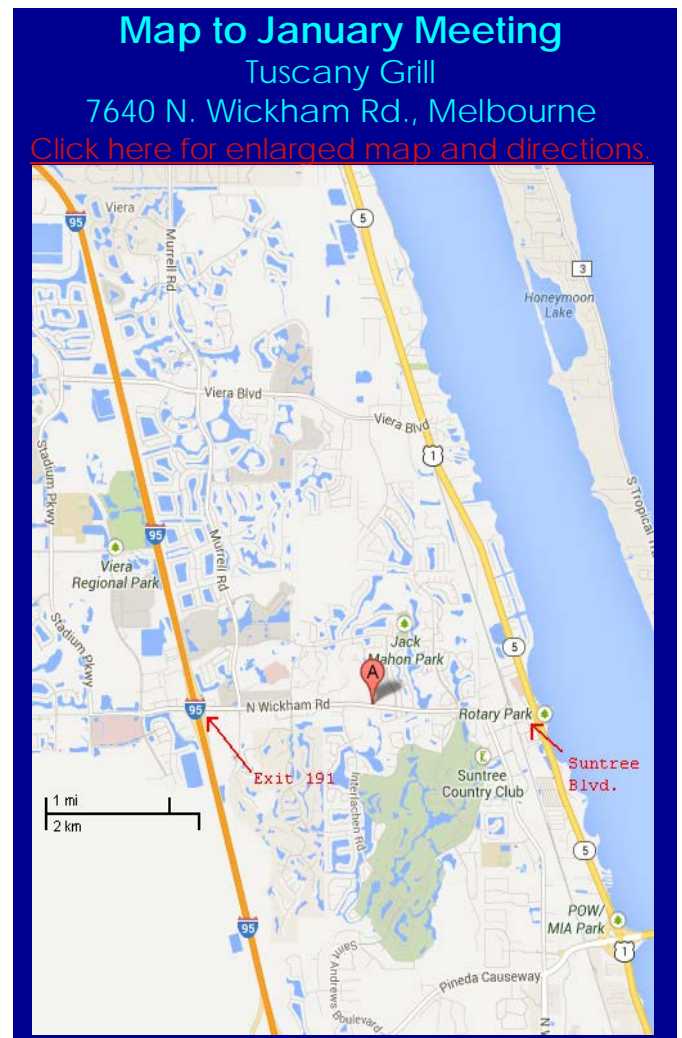 Map to January Meeting
Tuscany Grill
7640 N. Wickham Rd., Melbourne
Click here for enlarged map and directions.
Viera
95
5
Murrell Rd
3
Honeymoon
Lake
Viera Blvd
Viera Blvd
1
Stadium Pkwy
S Tropical
95
Murrell Rd
Viera
Regional Park
Stadium Pkwy
Jack
Mahon Park
5
A
95
N Wickham Rd
Rotary Park
Exit 191
Suntree
Blvd.
Suntree
Country Club
Interlachen Rd
1 mi
2 km
5
POW/
MIA Park
95
1
Saint
Andrews
Boulevard
Pineda Causeway
N W